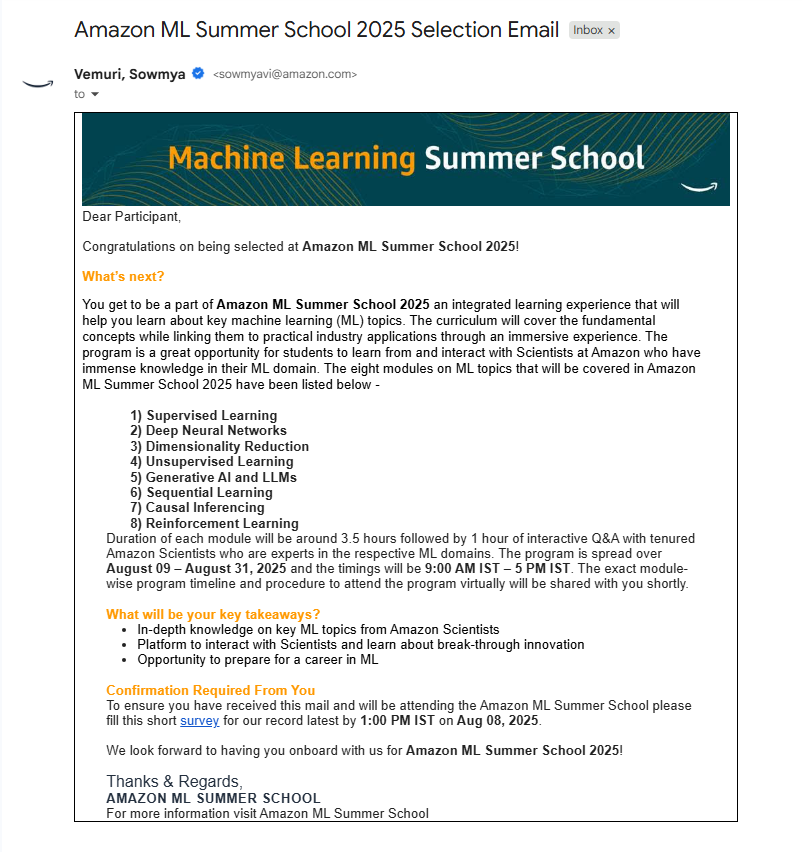 Amazon ML Summer School 2025 Selection Email Inbox ×
Vemuri, Sowmya <sowmyavi@amazon.com>
to
Machine Learning Summer School
Dear Participant,
Congratulations on being selected at Amazon ML Summer School 2025!
What's next?
You get to be a part of Amazon ML Summer School 2025 an integrated learning experience that will
help you learn about key machine learning (ML) topics. The curriculum will cover the fundamental
concepts while linking them to practical industry applications through an immersive experience. The
program is a great opportunity for students to learn from and interact with Scientists at Amazon who have
immense knowledge in their ML domain. The eight modules on ML topics that will be covered in Amazon
ML Summer School 2025 have been listed below -
1) Supervised Learning
2) Deep Neural Networks
3) Dimensionality Reduction
4) Unsupervised Learning
5) Generative AI and LLMs
6) Sequential Learning
7) Causal Inferencing
8) Reinforcement Learning
Duration of each module will be around 3.5 hours followed by 1 hour of interactive Q&A with tenured
Amazon Scientists who are experts in the respective ML domains. The program is spread over
August 09 – August 31, 2025 and the timings will be 9:00 AM IST – 5 PM IST. The exact module-
wise program timeline and procedure to attend the program virtually will be shared with you shortly.
What will be your key takeaways?
• In-depth knowledge on key ML topics from Amazon Scientists
• Platform to interact with Scientists and learn about break-through innovation
• Opportunity to prepare for a career in ML
Confirmation Required From You
To ensure you have received this mail and will be attending the Amazon ML Summer School please
fill this short survey for our record latest by 1:00 PM IST on Aug 08, 2025.
We look forward to having you onboard with us for Amazon ML Summer School 2025!
Thanks & Regards,
AMAZON ML SUMMER SCHOOL
For more information visit Amazon ML Summer School